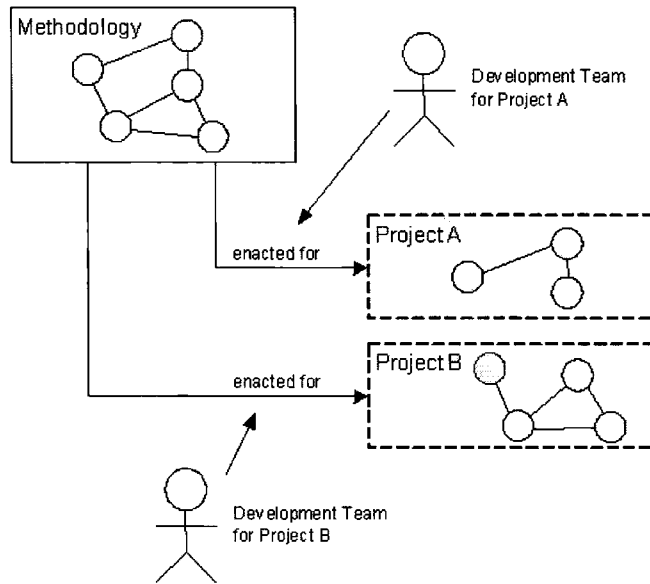 Methodology
Development Team
for Project A
enacted for
Project A
enacted for
Project B
Development Team
for Project B